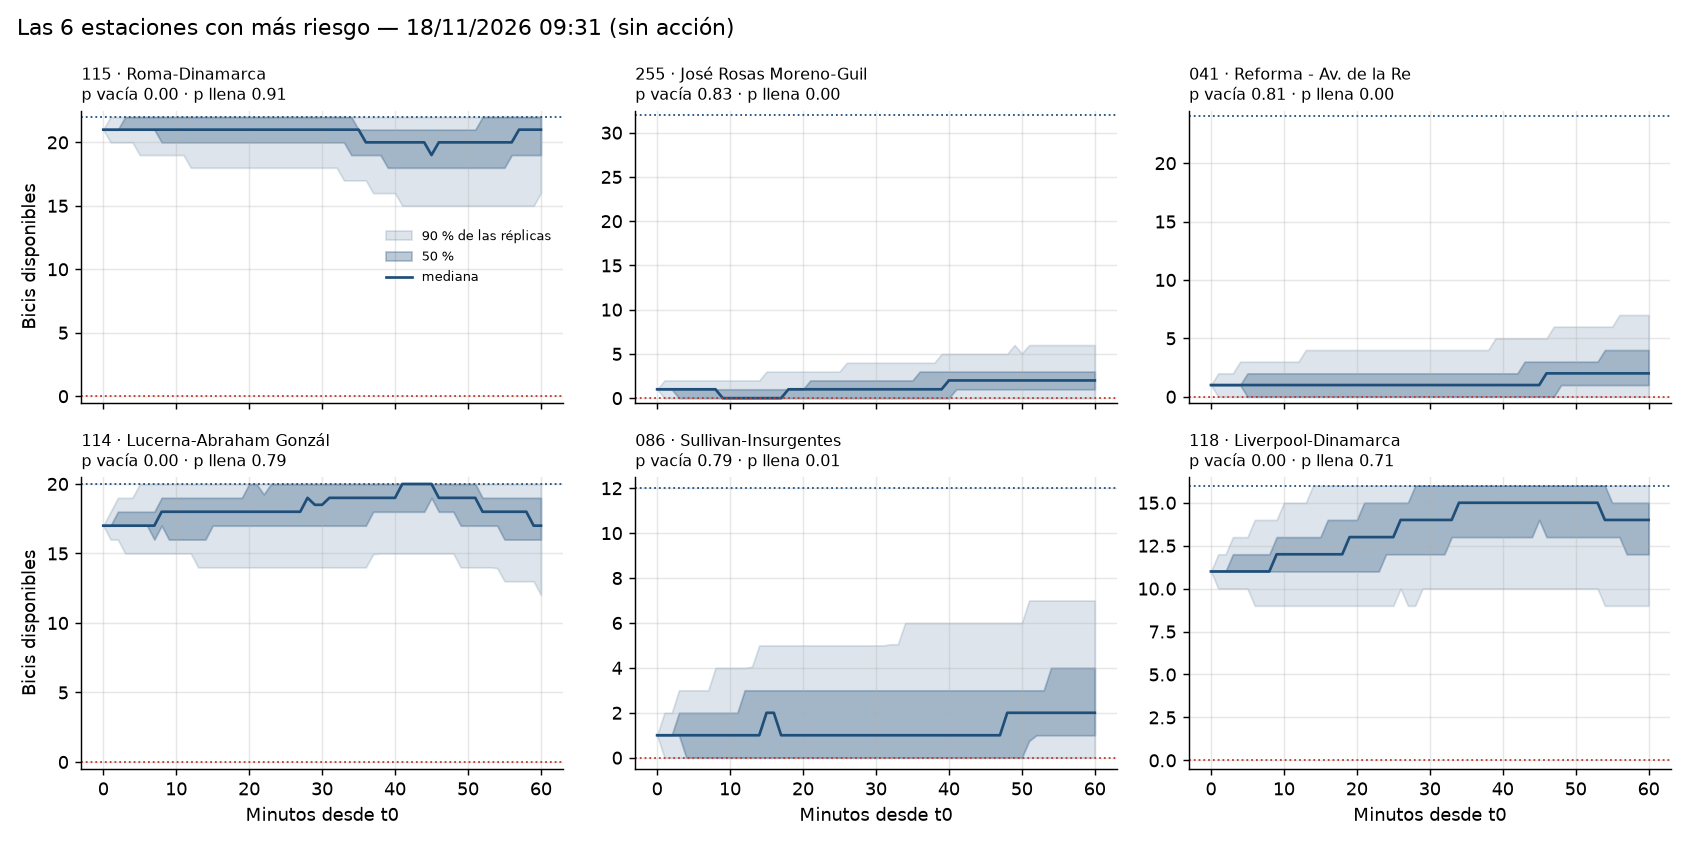 Las 6 estaciones con más riesgo — 18/11/2026 09:31 (sin acción)
115 · Roma-Dinamarca
p vacía 0.00 · p llena 0.91
20
15
10
5
0
Bicis disponibles
90 % de las réplicas
50 %
mediana
255 · José Rosas Moreno-Guil
p vacía 0.83 · p llena 0.00
30
25
20
15
10
5
0
041 · Reforma - Av. de la Re
p vacía 0.81 · p llena 0.00
20
15
10
5
0
114 · Lucerna-Abraham Gonzál
p vacía 0.00 · p llena 0.79
20
15
10
5
0
Bicis disponibles
0 10 20 30 40 50 60
Minutos desde t0
086 · Sullivan-Insurgentes
p vacía 0.79 · p llena 0.01
12
10
8
6
4
2
0
0 10 20 30 40 50 60
Minutos desde t0
118 · Liverpool-Dinamarca
p vacía 0.00 · p llena 0.71
15.0
12.5
10.0
7.5
5.0
2.5
0.0
0 10 20 30 40 50 60
Minutos desde t0